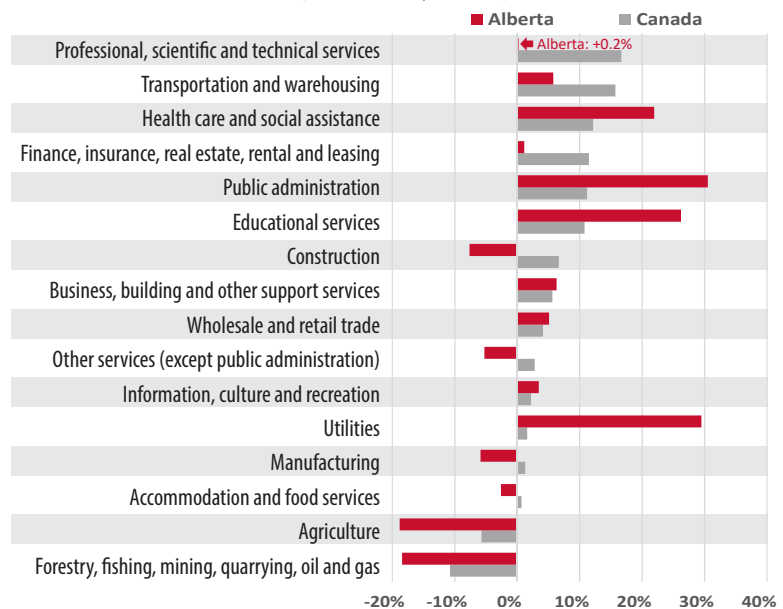 Alberta Canada
Professional, scientific and technical services
Alberta: +0.2%
Transportation and warehousing
Health care and social assistance
Finance, insurance, real estate, rental and leasing
Public administration
Educational services
Construction
Business, building and other support services
Wholesale and retail trade
Other services (except public administration)
Information, culture and recreation
Utilities
Manufacturing
Accommodation and food services
Agriculture
Forestry, fishing, mining, quarrying, oil and gas
-20% -10% 0% 10% 20% 30% 40%